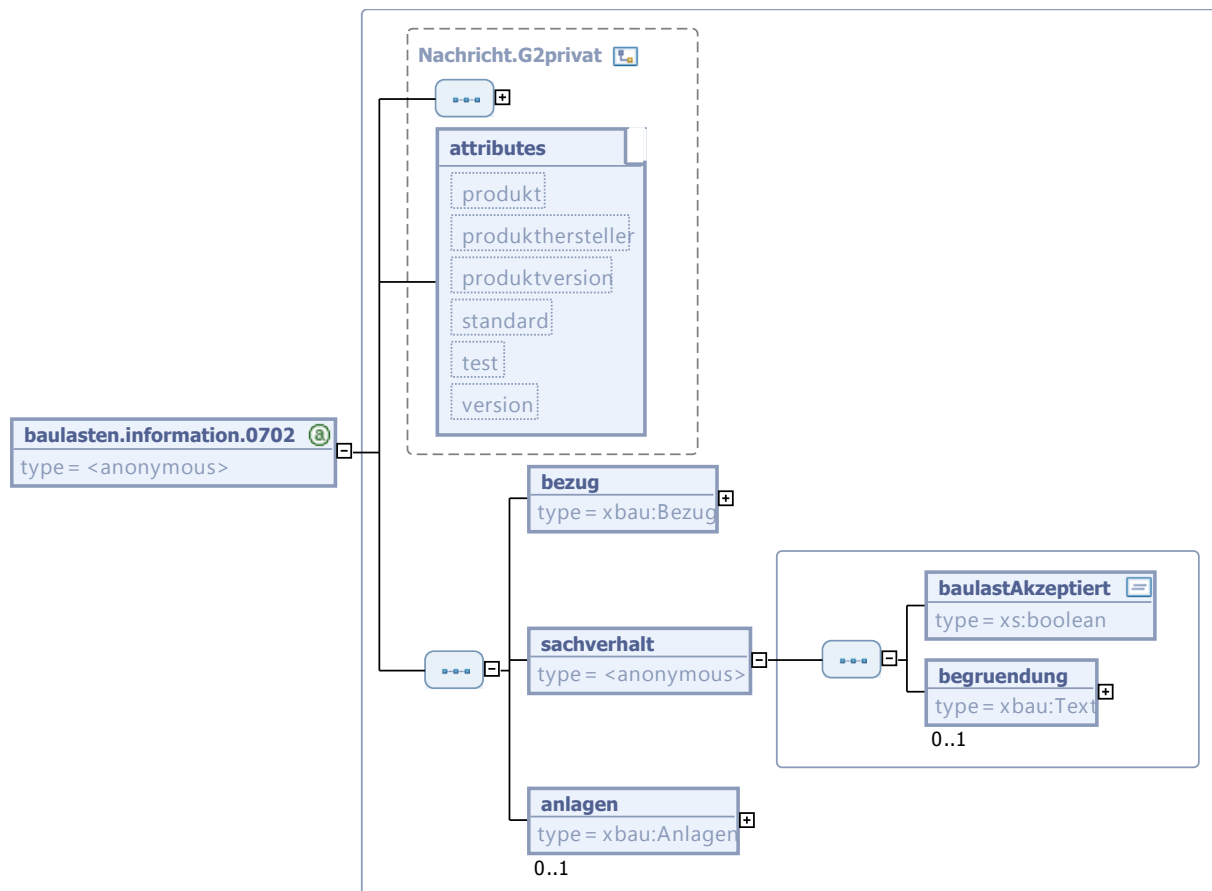 Nachricht.G2privat
attributes
produkt
produkthersteller
produktversion
standard
test
version
baulasten.information.0702 a
type = <anonymous>
bezug
type = xbau:Bezug
sachverhalt
type = <anonymous>
baulastAkzeptiert
type = xs:boolean
begruendung
type = xbau:Text
0..1
anlagen
type = xbau:Anlagen
0..1